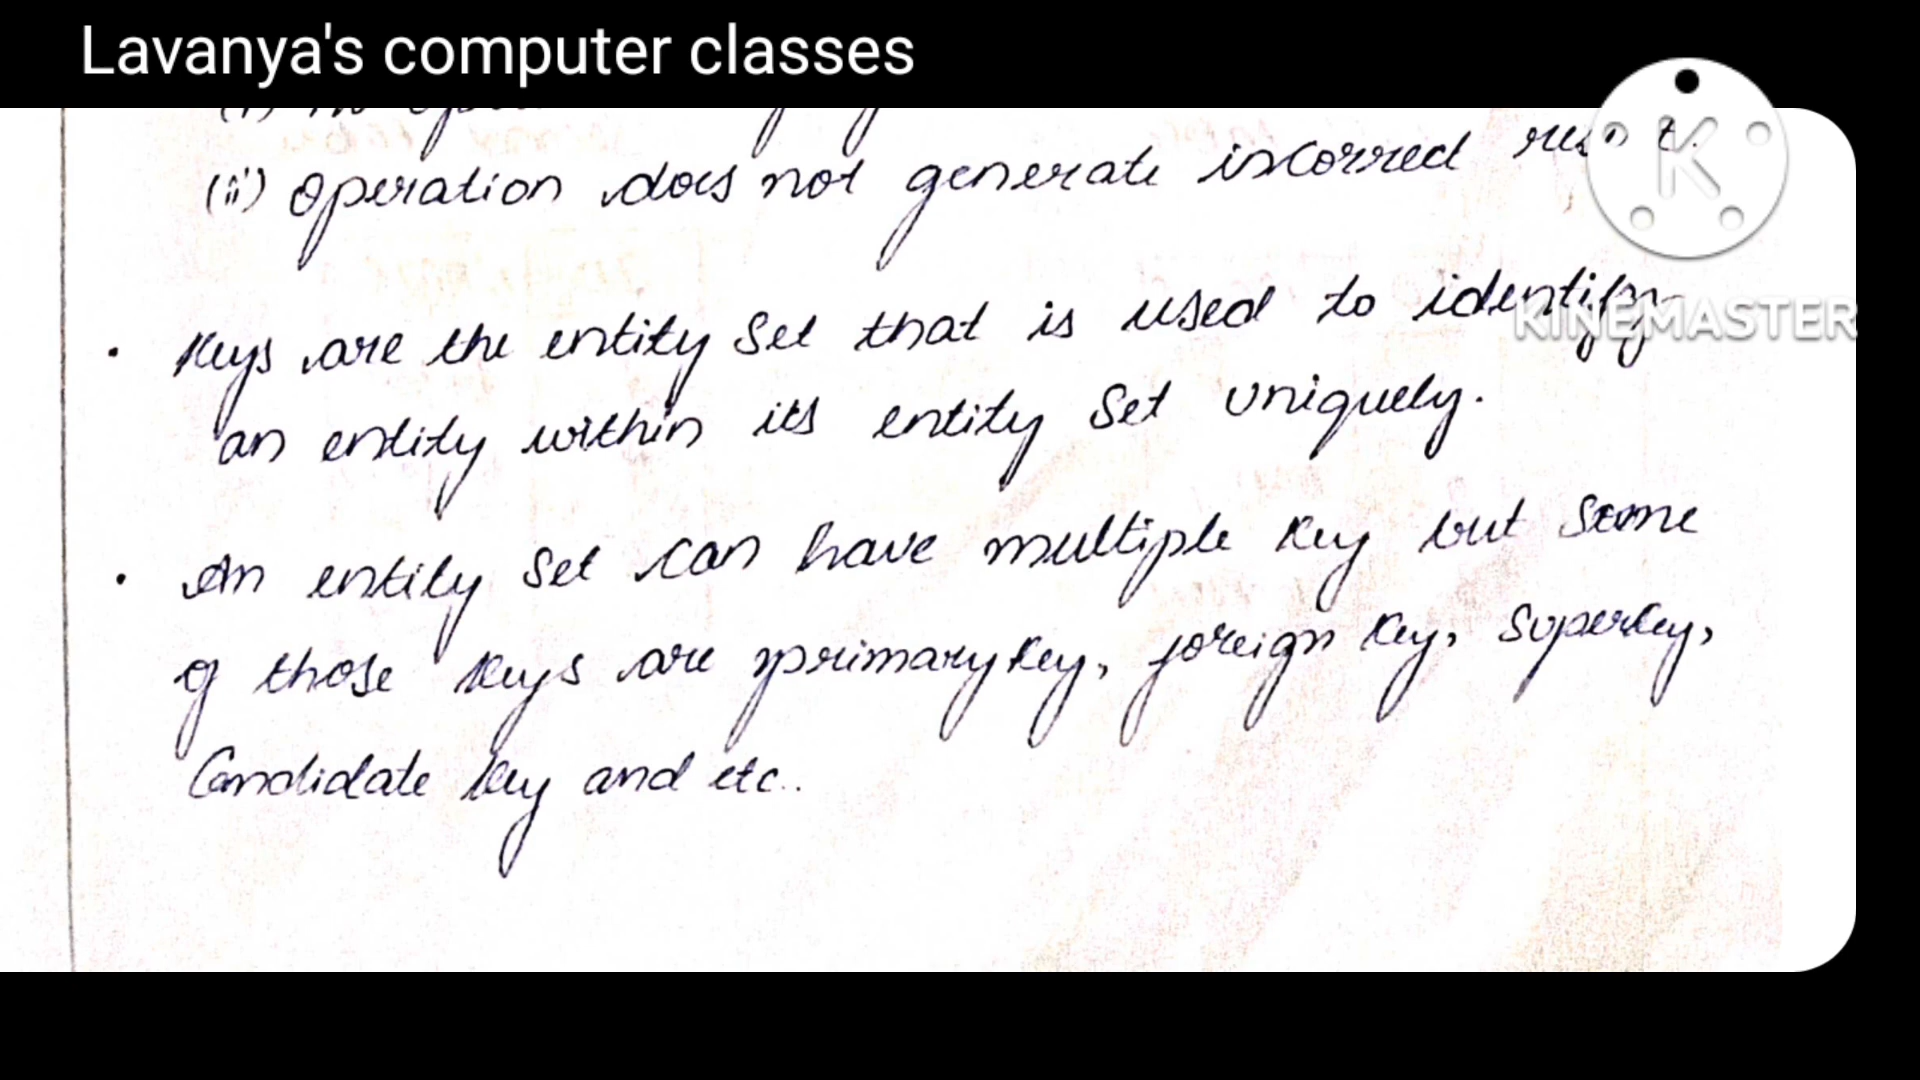 Lavanya's computer classes
(ii) operation does not generate incorred
• Keys are the entity Set that is used to identify
KINEMASTER
an entity within its entity Set uniquely.
• An entity Set can have multiple Key but some
of those Keys are primary Key, foreign Key, Superkey,
Candidate key and etc..